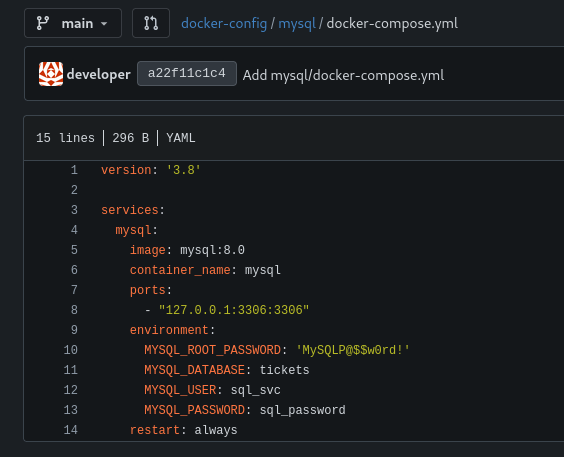 main docker-config / mysql / docker-compose.yml
developer a22f11c1c4 Add mysql/docker-compose.yml
15 lines | 296 B | YAML
1 version: '3.8'
2
3 services:
4   mysql:
5     image: mysql:8.0
6     container_name: mysql
7     ports:
8       - "127.0.0.1:3306:3306"
9     environment:
10       MYSQL_ROOT_PASSWORD: 'MySQLP@$$w0rd!'
11       MYSQL_DATABASE: tickets
12       MYSQL_USER: sql_svc
13       MYSQL_PASSWORD: sql_password
14     restart: always